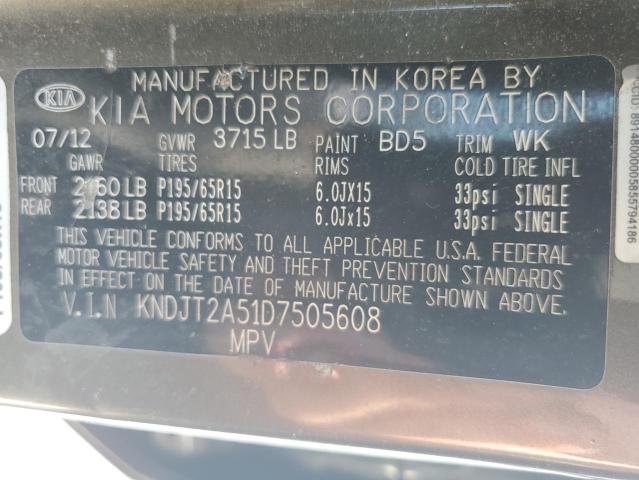 KIA
MANUFACTURED IN KOREA BY
KIA MOTORS CORPORATION
07/12 GVWR 3715 LB PAINT BD5 TRIM WK
GAWR TIRES RIMS COLD TIRE INFL
FRONT LB P195/65R15 6.0JX15 33psi SINGLE
REAR 2138 LB P195/65R15 6.0Jx15 33psi SINGLE
THIS VEHICLE CONFORMS TO ALL APPLICABLE U.S.A. FEDERAL
MOTOR VEHICLE SAFETY AND THEFT PREVENTION STANDARDS
IN EFFECT ON THE DATE OF MANUFACTURE SHOWN ABOVE.
V.I.N KNDJT2A51D7505608
MPV